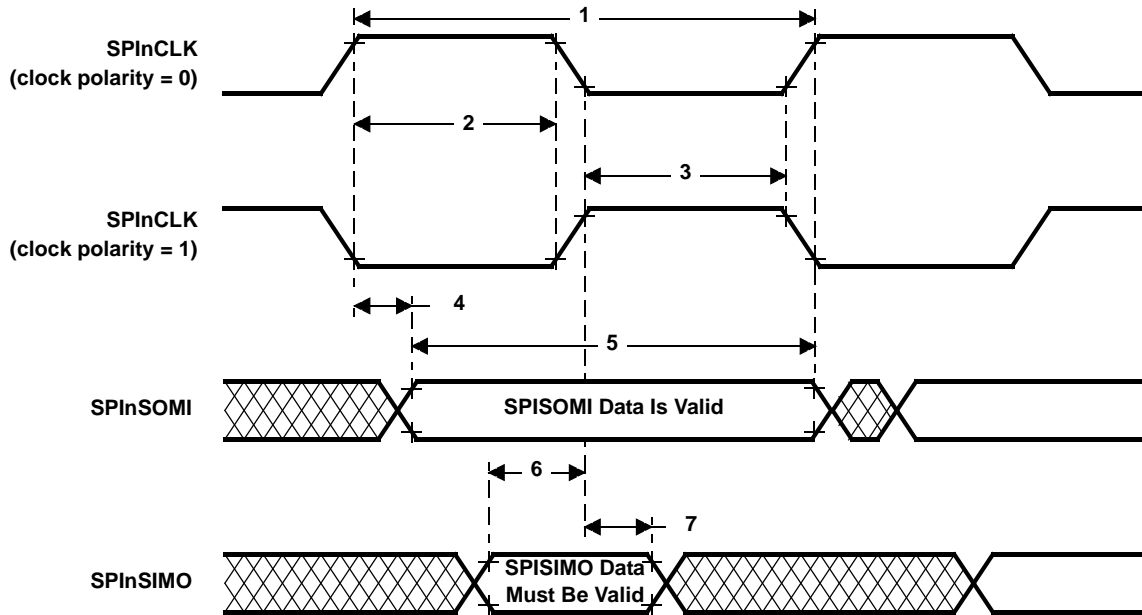 1
SPInCLK
(clock polarity = 0)
2
3
SPInCLK
(clock polarity = 1)
4
5
SPInSOMI
SPISOMI Data Is Valid
6
7
SPInSIMO
SPISIMO Data
Must Be Valid